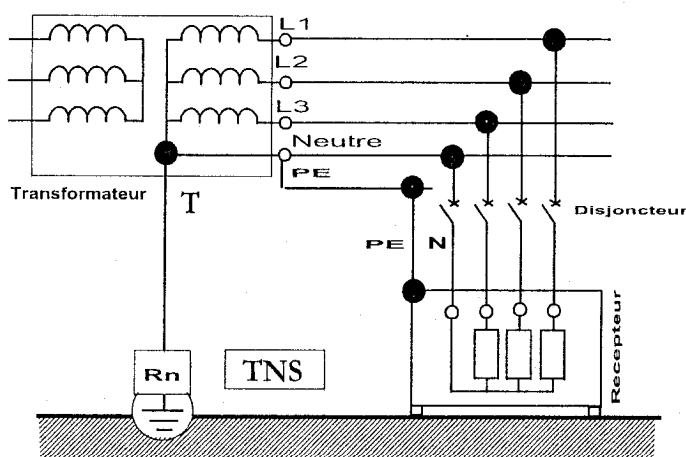 L1
L2
L3
Neutre
PE
Transformateur
T
Disjoncteur
PE
N
Recepteur
Rn
TNS